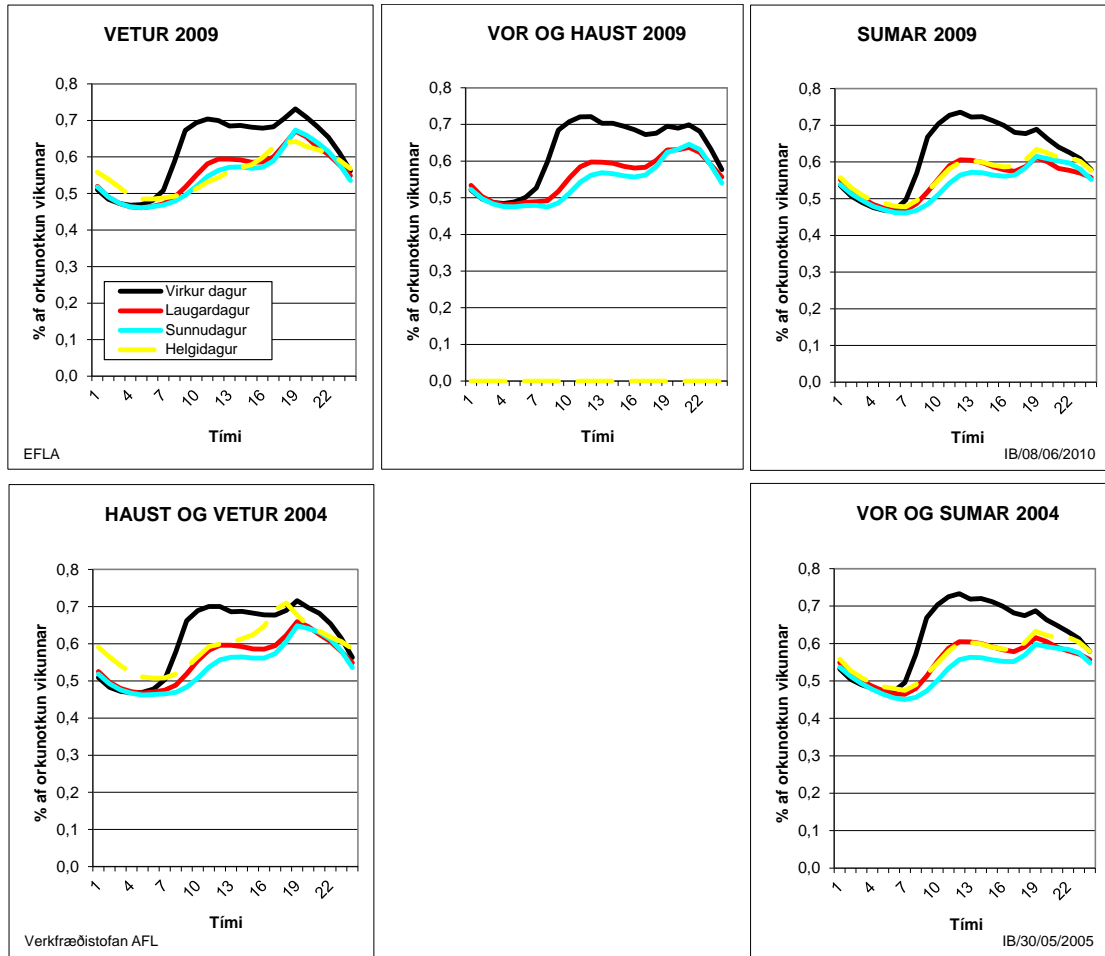 VETUR 2009
% af orkunotkun vikunnar
0,8
0,7
0,6
0,5
0,4
0,3
0,2
0,1
0,0
Virkur dagur
Laugardagur
Sunnudagur
Helgidagur
1 4 7 10 13 16 19 22
Tími
EFLA
VOR OG HAUST 2009
% af orkunotkun vikunnar
0,8
0,7
0,6
0,5
0,4
0,3
0,2
0,1
0,0
1 4 7 10 13 16 19 22
Tími
SUMAR 2009
% af orkunotkun vikunnar
0,8
0,7
0,6
0,5
0,4
0,3
0,2
0,1
0,0
1 4 7 10 13 16 19 22
Tími
IB/08/06/2010
HAUST OG VETUR 2004
% af orkunotkun vikunnar
0,8
0,7
0,6
0,5
0,4
0,3
0,2
0,1
0,0
1 4 7 10 13 16 19 22
Tími
Verkfræðistofan AFL
VOR OG SUMAR 2004
% af orkunotkun vikunnar
0,8
0,7
0,6
0,5
0,4
0,3
0,2
0,1
0,0
1 4 7 10 13 16 19 22
Tími
IB/30/05/2005